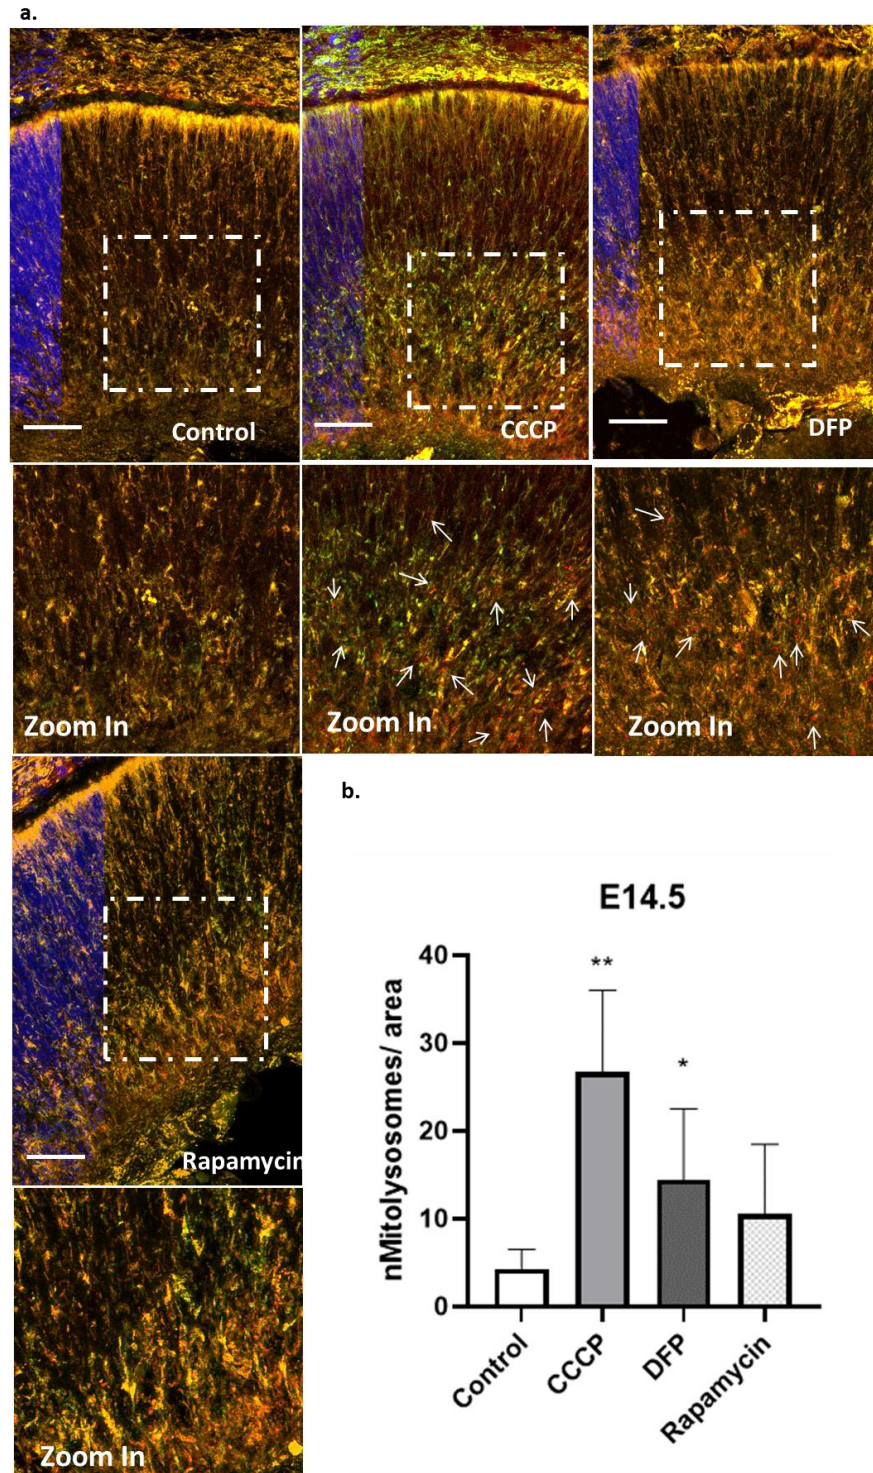 a.
Control
CCCP
DFP
Zoom In
Zoom In
Zoom In
Rapamycin
Zoom In
b.
E14.5
nMitolysosomes/ area
40
30
20
10
0
**
*
Control
CCCP
DFP
Rapamycin